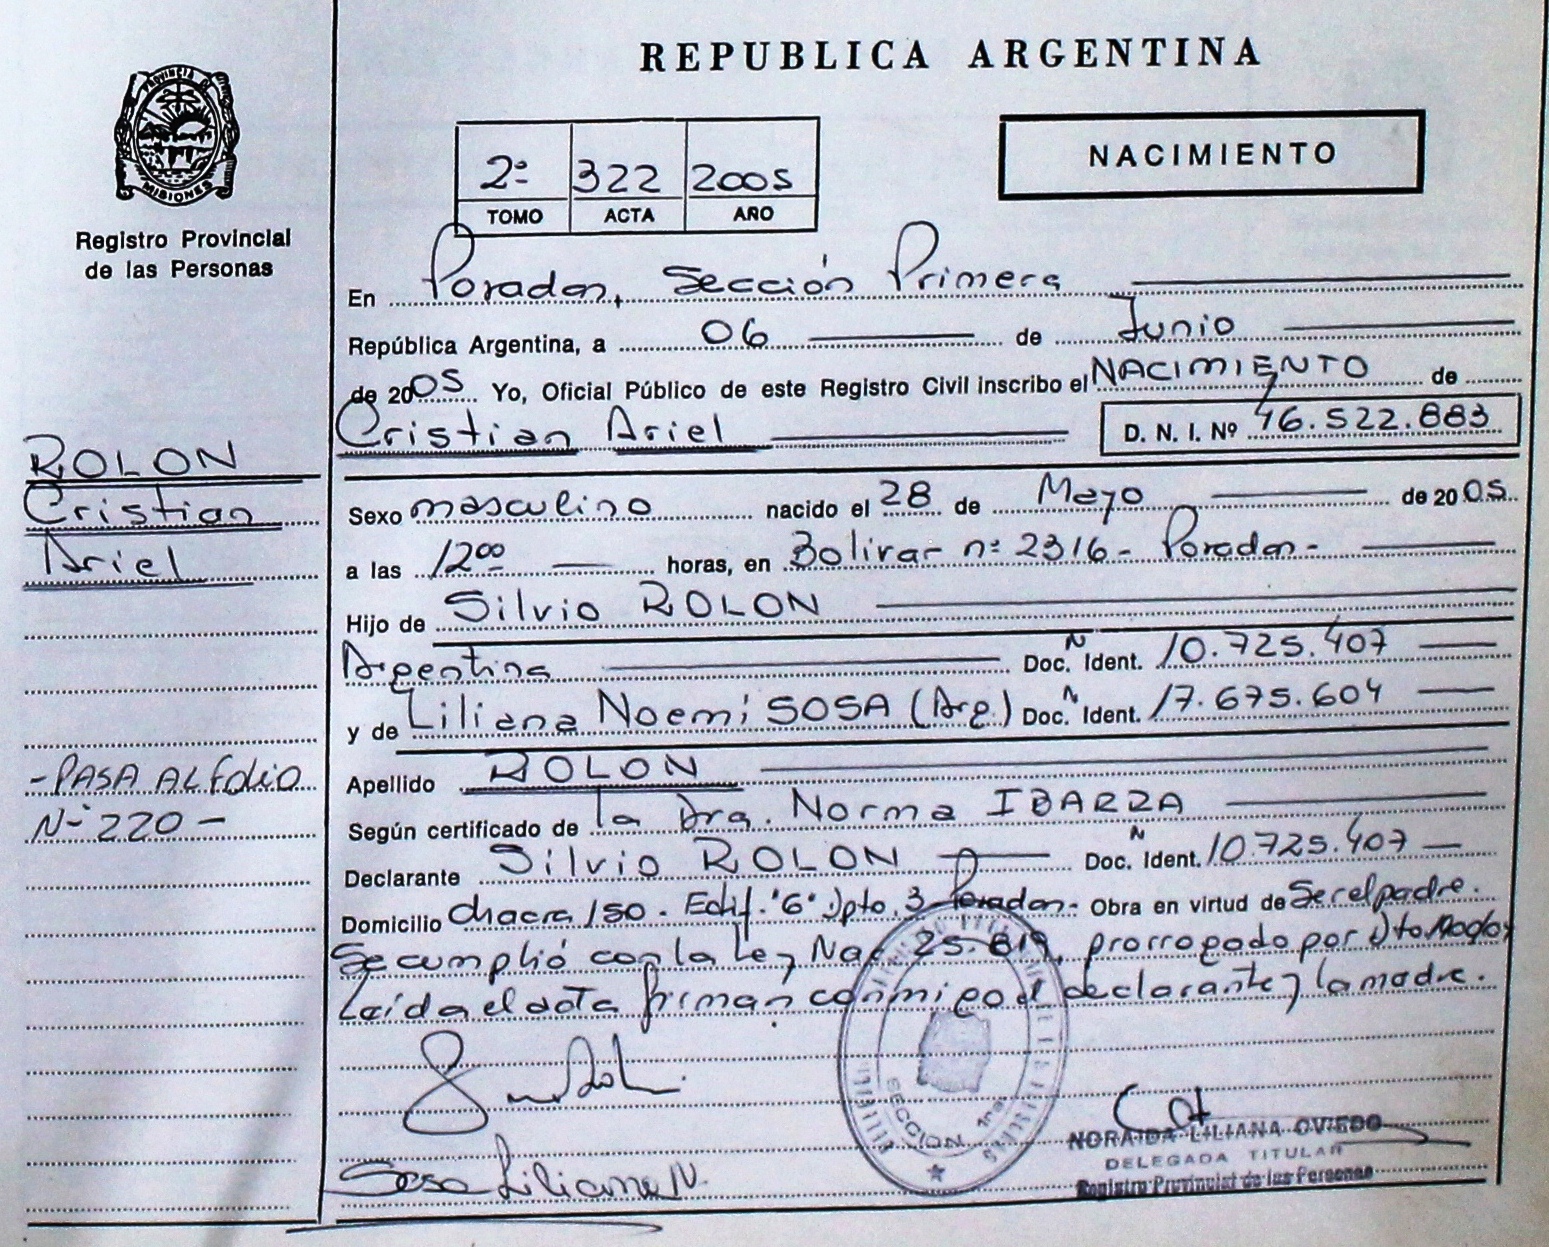 REPUBLICA ARGENTINA
PROVINCIA DE
MISIONES
Registro Provincial
de las Personas
2º 322 2005
TOMO ACTA AÑO
NACIMIENTO
En Posadas, Sección Primera
República Argentina, a 06 de Junio
de 2005 Yo, Oficial Público de este Registro Civil inscribo el NACIMIENTO de
Cristian Ariel D. N. I. Nº 46.522.883
ROLON
Cristian
Ariel
Sexo masculino nacido el 28 de Mayo de 2005
a las 12⁰⁰ horas, en Bolivar nº 2316 - Posadas -
Hijo de Silvio ROLON
Argentina Doc. N Ident. 10.725.407
y de Liliana Noemi SOSA (Arg.) Doc. N Ident. 17.675.604
- PASA AL FOLIO
Nº 220 -
Apellido ROLON
Según certificado de la Dra. Norma IBARRA
Declarante Silvio ROLON Doc. N Ident. 10.725.407
Domicilio chacra 150 - Edif. "6" Dpto. 3 - Posadas - Obra en virtud de Ser el padre.
Se cumplió con la Ley Nac. 25.819, prorrogado por Dto.
Leída el acta firman conmigo el declarante y la madre.
SECCION 1ra.
Sosa Liliana N.
NORAIDA LILIANA OVIEDO
DELEGADA TITULAR
Registro Provincial de las Personas